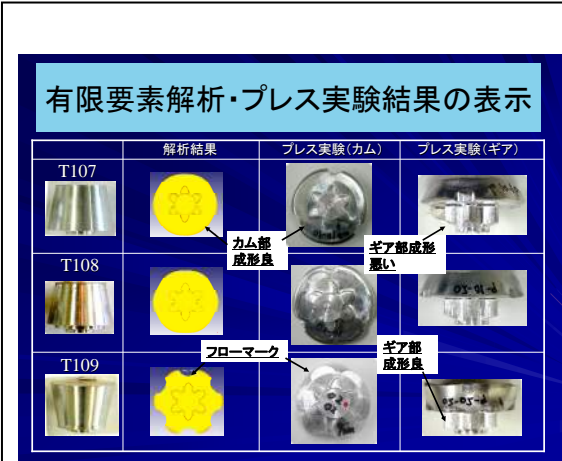 有限要素解析・プレス実験結果の表示
解析結果
プレス実験(カム)
プレス実験(ギア)
T107
カム部
成形良
ギア部成形
悪い
T108
フローマーク
ギア部
成形良
T109